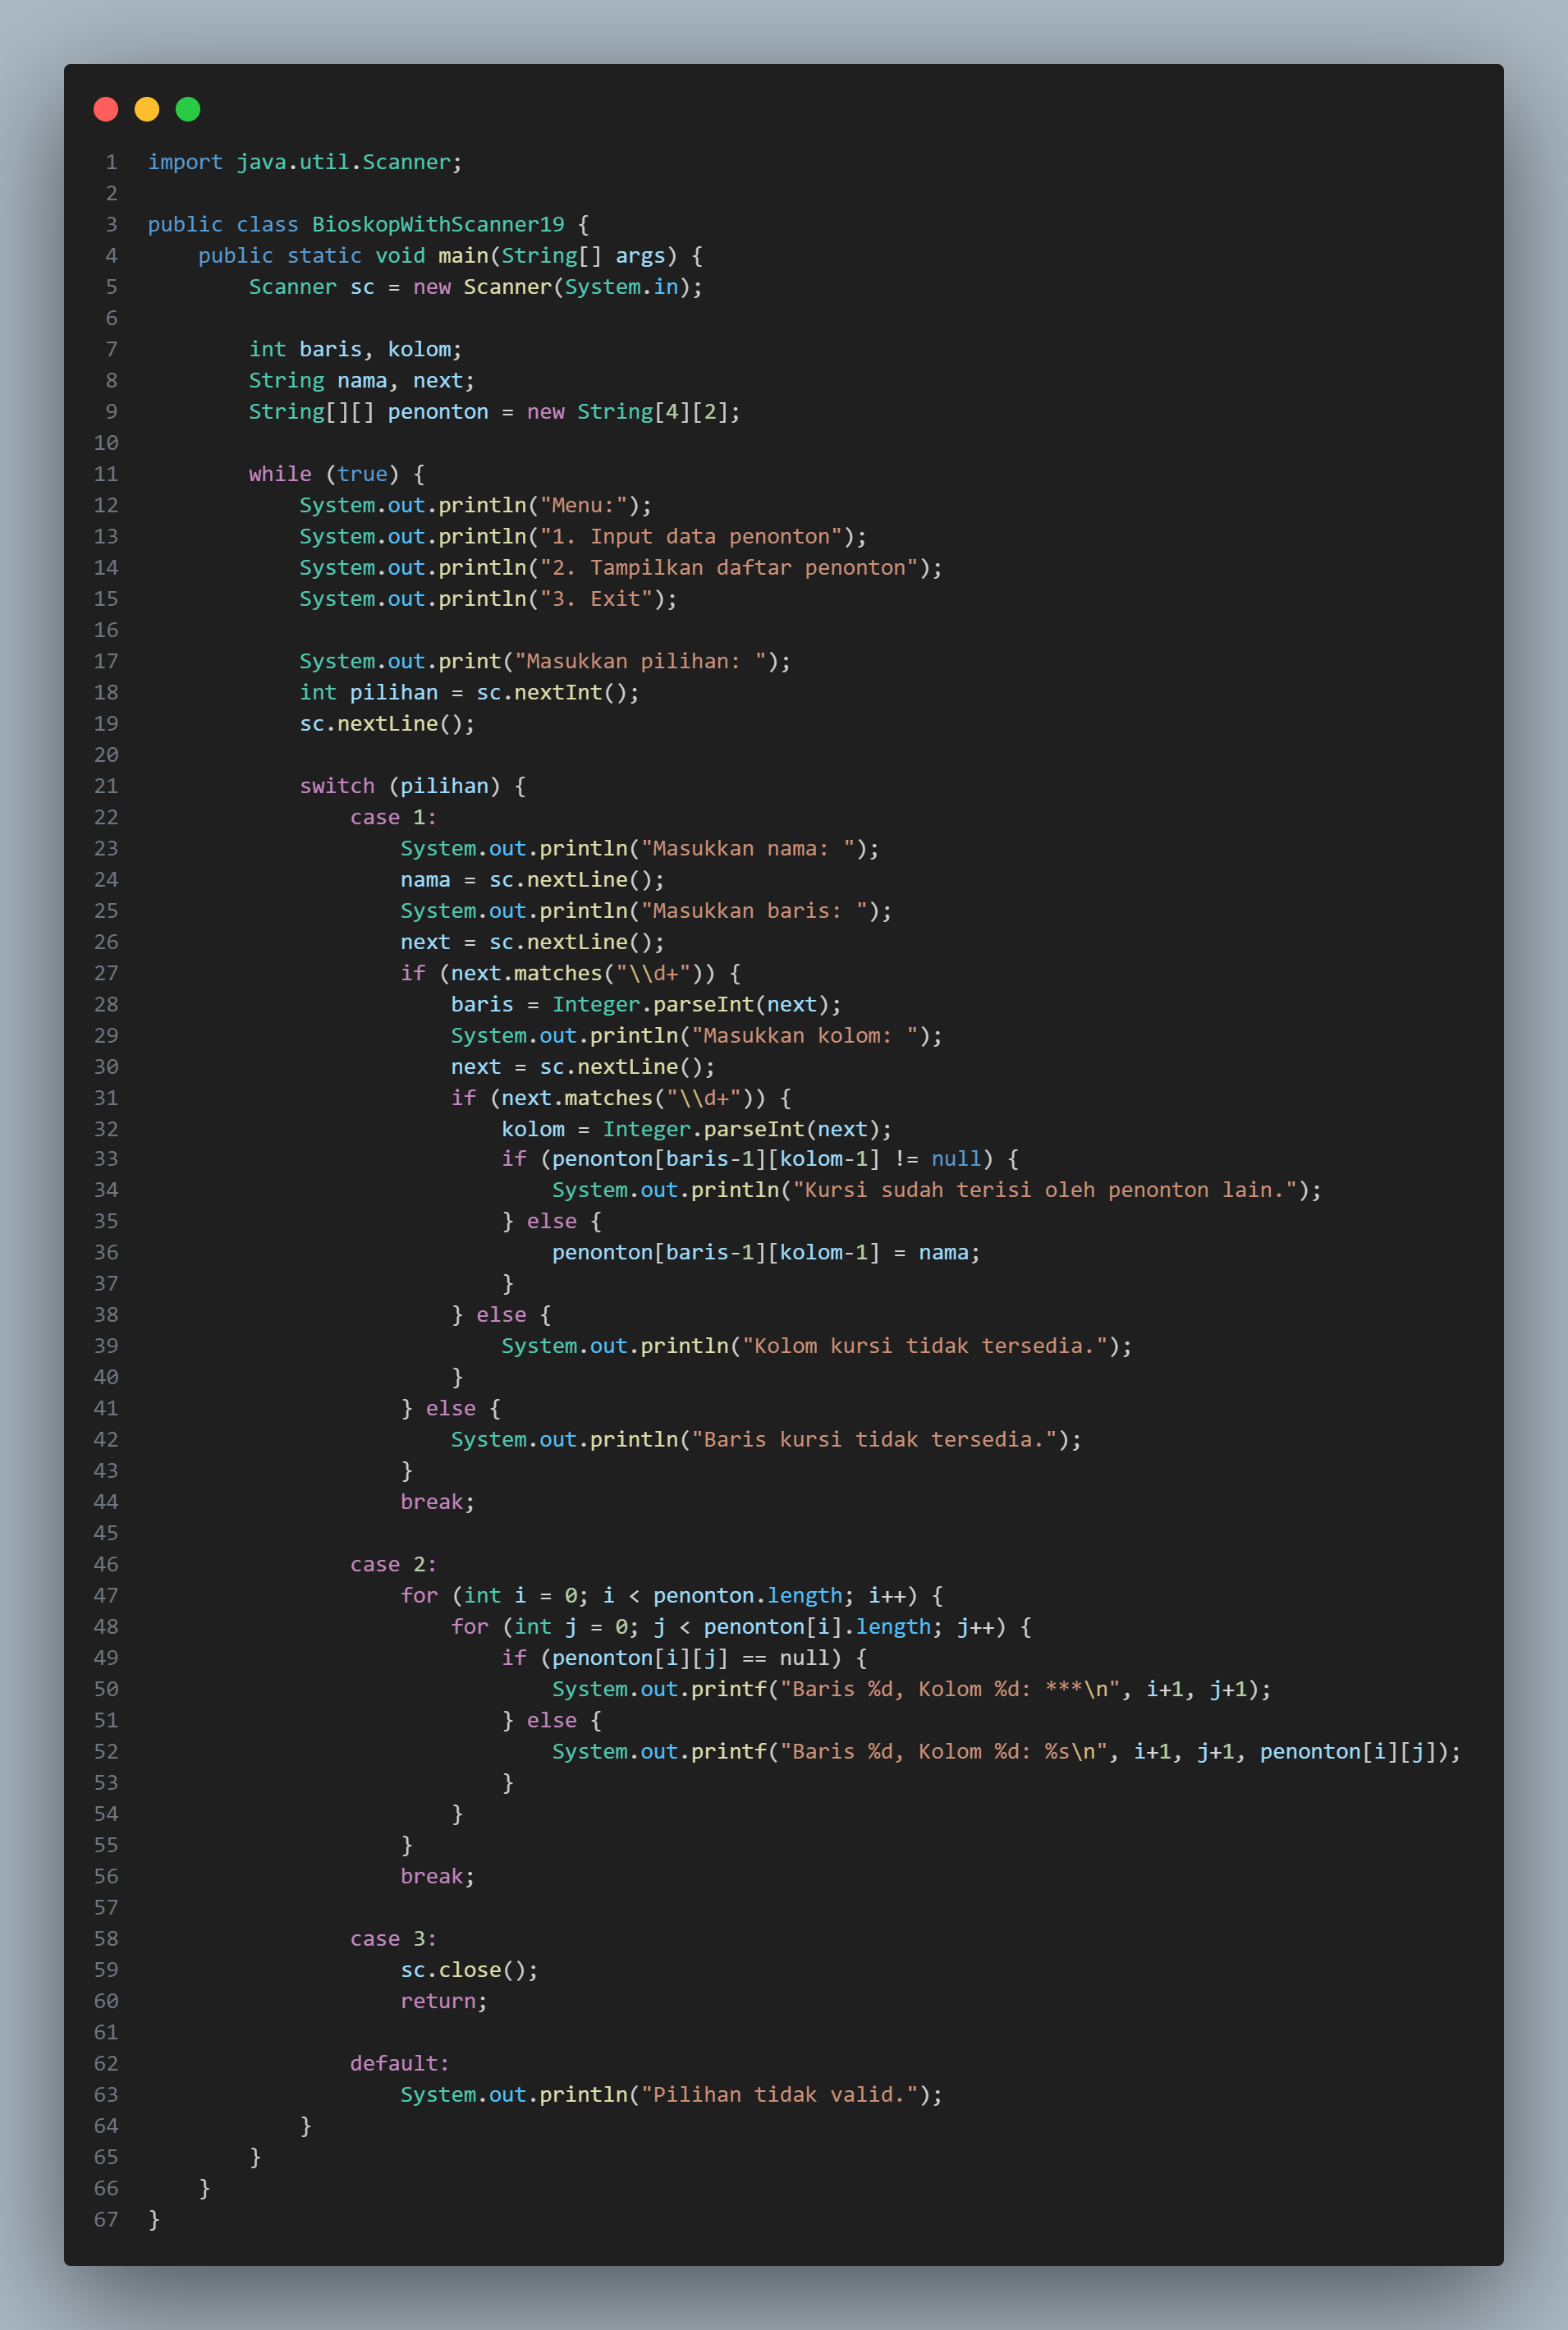 1 import java.util.Scanner;
2
3 public class BioskopWithScanner19 {
4     public static void main(String[] args) {
5         Scanner sc = new Scanner(System.in);
6
7         int baris, kolom;
8         String nama, next;
9         String[][] penonton = new String[4][2];
10
11         while (true) {
12             System.out.println("Menu:");
13             System.out.println("1. Input data penonton");
14             System.out.println("2. Tampilkan daftar penonton");
15             System.out.println("3. Exit");
16
17             System.out.print("Masukkan pilihan: ");
18             int pilihan = sc.nextInt();
19             sc.nextLine();
20
21             switch (pilihan) {
22                 case 1:
23                     System.out.println("Masukkan nama: ");
24                     nama = sc.nextLine();
25                     System.out.println("Masukkan baris: ");
26                     next = sc.nextLine();
27                     if (next.matches("\\d+")) {
28                         baris = Integer.parseInt(next);
29                         System.out.println("Masukkan kolom: ");
30                         next = sc.nextLine();
31                         if (next.matches("\\d+")) {
32                             kolom = Integer.parseInt(next);
33                             if (penonton[baris-1][kolom-1] != null) {
34                                 System.out.println("Kursi sudah terisi oleh penonton lain.");
35                             } else {
36                                 penonton[baris-1][kolom-1] = nama;
37                             }
38                         } else {
39                             System.out.println("Kolom kursi tidak tersedia.");
40                         }
41                     } else {
42                         System.out.println("Baris kursi tidak tersedia.");
43                     }
44                     break;
45
46                 case 2:
47                     for (int i = 0; i < penonton.length; i++) {
48                         for (int j = 0; j < penonton[i].length; j++) {
49                             if (penonton[i][j] == null) {
50                                 System.out.printf("Baris %d, Kolom %d: ***\n", i+1, j+1);
51                             } else {
52                                 System.out.printf("Baris %d, Kolom %d: %s\n", i+1, j+1, penonton[i][j]);
53                             }
54                         }
55                     }
56                     break;
57
58                 case 3:
59                     sc.close();
60                     return;
61
62                 default:
63                     System.out.println("Pilihan tidak valid.");
64             }
65         }
66     }
67 }